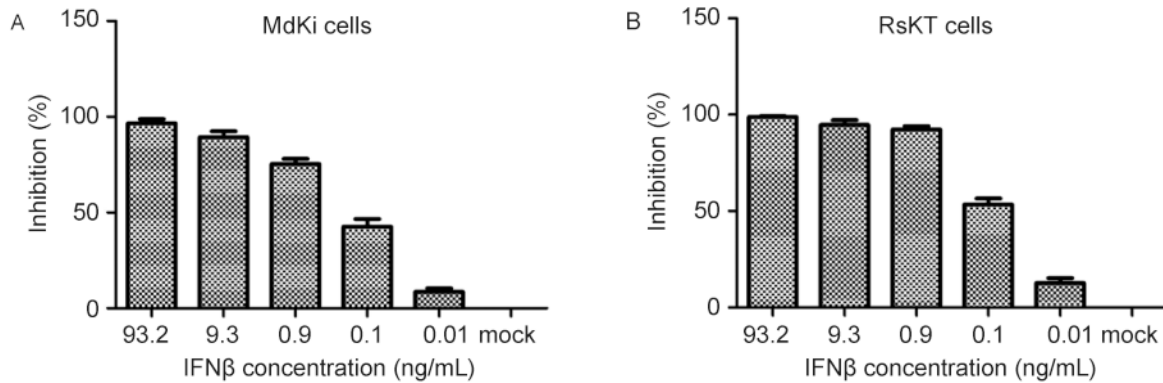 A
MdKi cells
150
100
50
0
Inhibition (%)
93.2 9.3 0.9 0.1 0.01 mock
IFNβ concentration (ng/mL)
B
RsKT cells
150
100
50
0
Inhibition (%)
93.2 9.3 0.9 0.1 0.01 mock
IFNβ concentration (ng/mL)